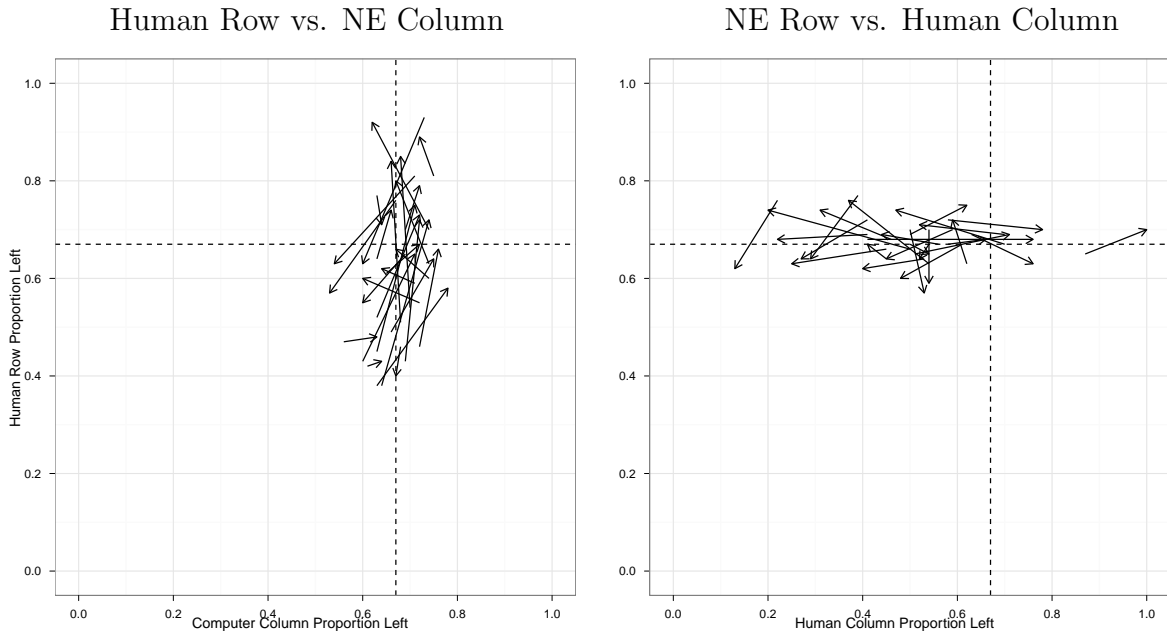 Human Row vs. NE Column
NE Row vs. Human Column
Human Row Proportion Left
1.0
0.8
0.6
0.4
0.2
0.0
0.0 0.2 0.4 0.6 0.8 1.0
Computer Column Proportion Left
1.0
0.8
0.6
0.4
0.2
0.0
0.0 0.2 0.4 0.6 0.8 1.0
Human Column Proportion Left